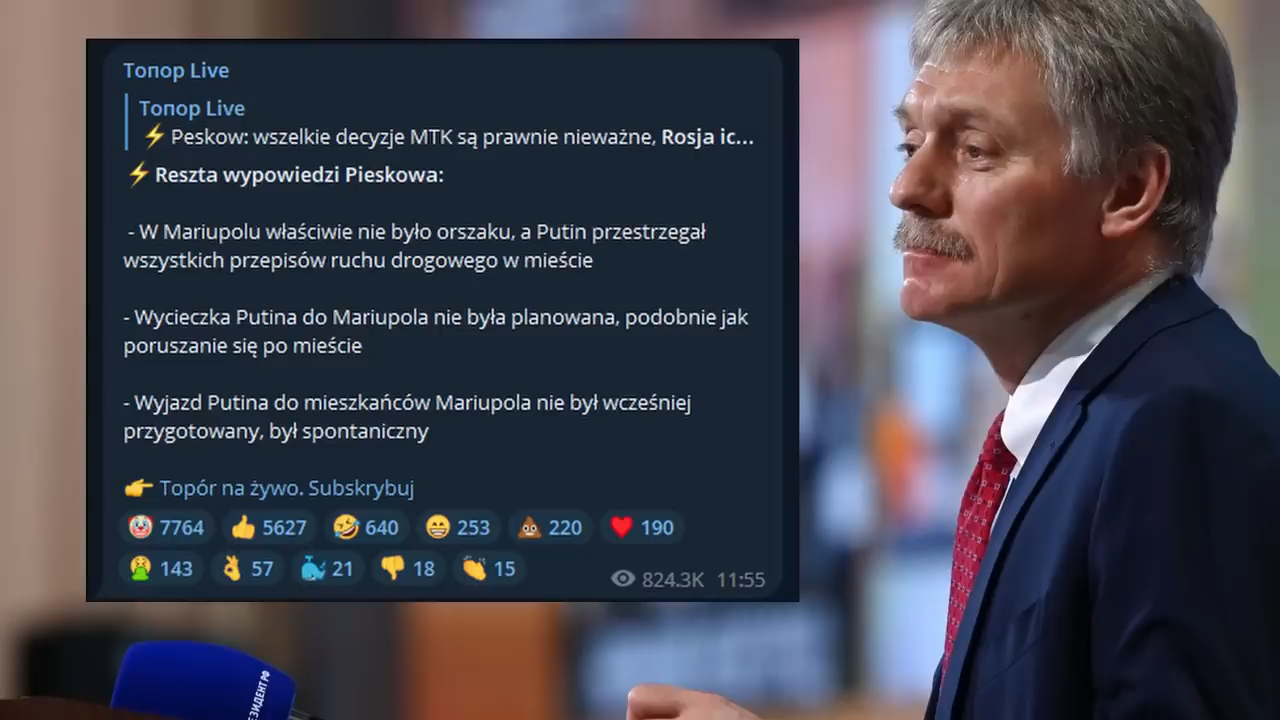 Топор Live
Топор Live
⚡ Peskow: wszelkie decyzje MTK są prawnie nieważne, Rosja ic...
⚡ Reszta wypowiedzi Pieskowa:
- W Mariupolu właściwie nie było orszaku, a Putin przestrzegał
wszystkich przepisów ruchu drogowego w mieście
- Wycieczka Putina do Mariupola nie była planowana, podobnie jak
poruszanie się po mieście
- Wyjazd Putina do mieszkańców Mariupola nie był wcześniej
przygotowany, był spontaniczny
👉 Topór na żywo. Subskrybuj
🤡 7764 👍 5627 🤣 640 😁 253 💩 220 ❤ 190
🤮 143 👌 57 🐳 21 👎 18 👏 15
824.3K 11:55
ЗИДЕНТ.РФ